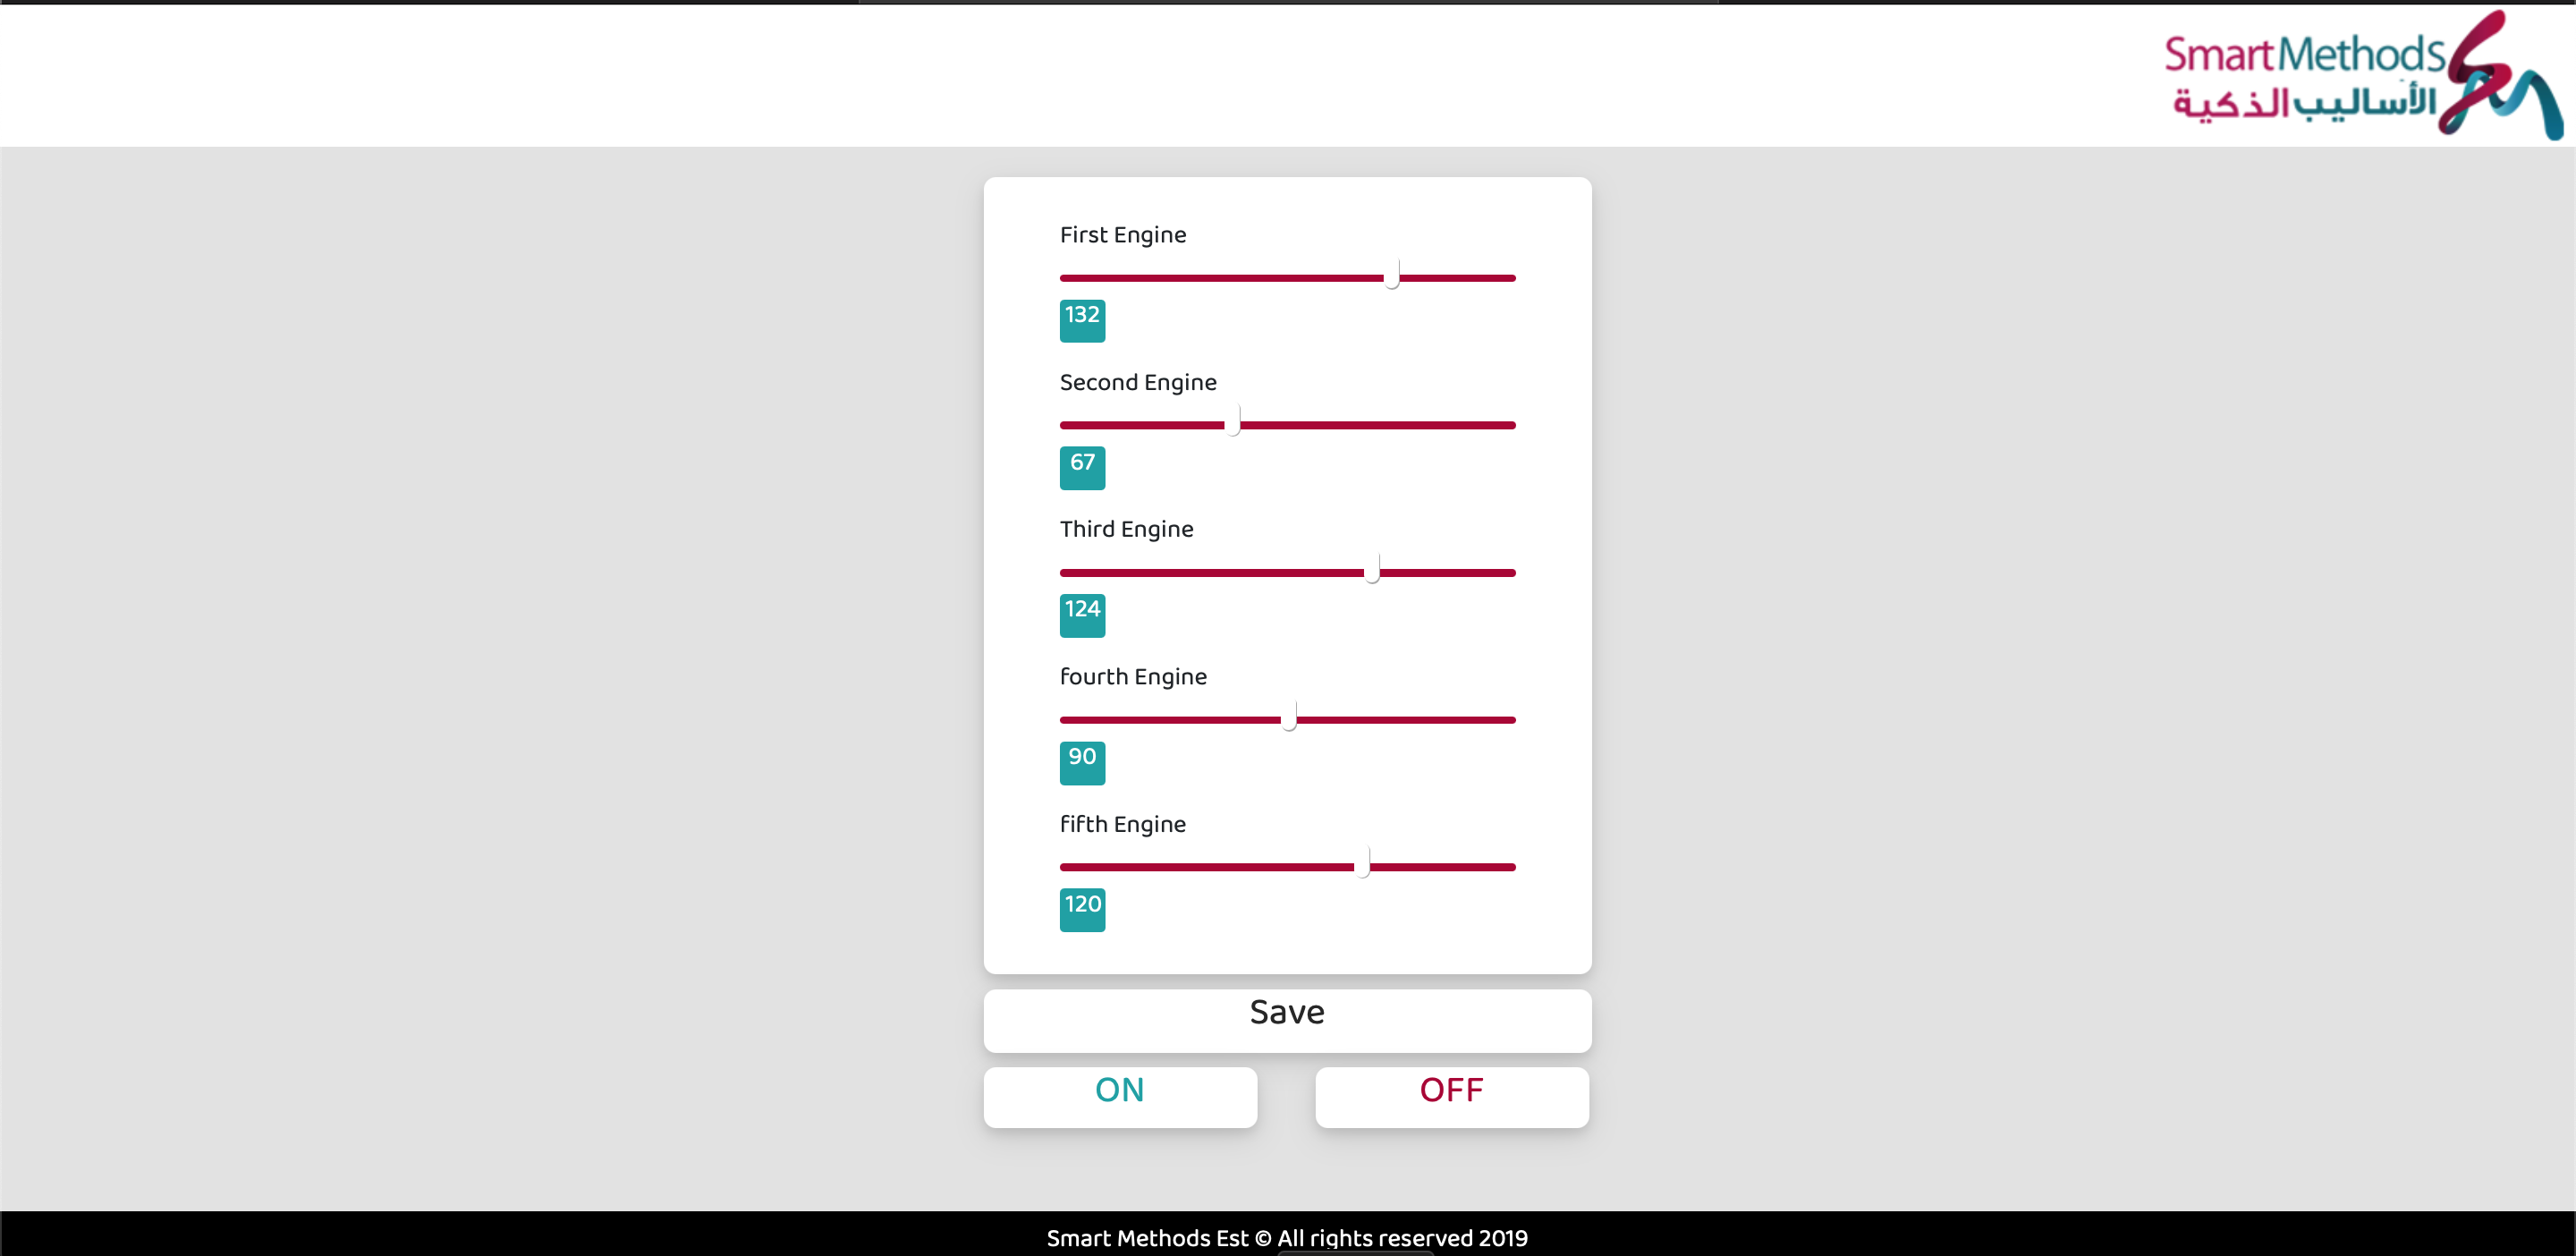 SmartMethods
الأساليب الذكية
First Engine
132
Second Engine
67
Third Engine
124
fourth Engine
90
fifth Engine
120
Save
ON OFF
Smart Methods Est © All rights reserved 2019